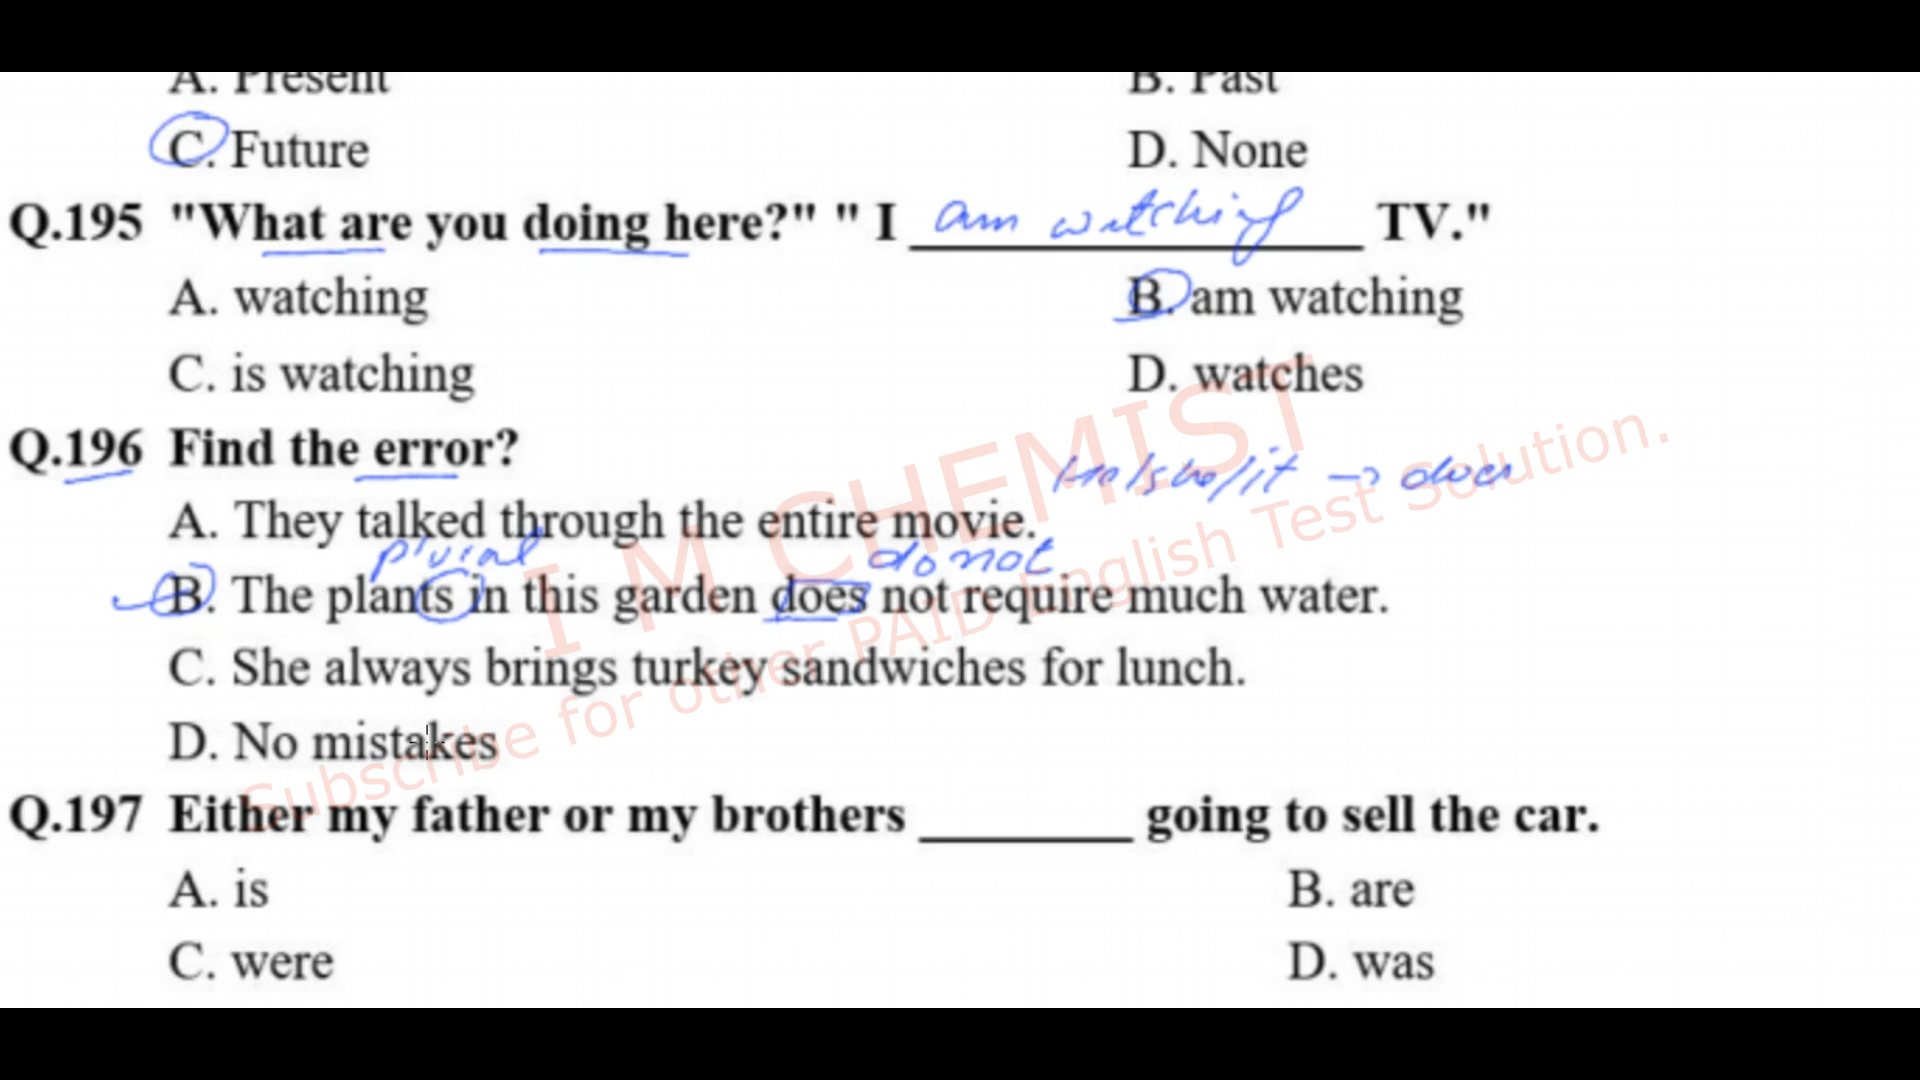 A. Present B. Past
C. Future D. None
Q.195 "What are you doing here?" " I am watching TV."
A. watching B. am watching
C. is watching D. watches
Q.196 Find the error?
he/she/it → does
A. They talked through the entire movie.
plural do not
B. The plants in this garden does not require much water.
C. She always brings turkey sandwiches for lunch.
D. No mistakes
Q.197 Either my father or my brothers ________ going to sell the car.
A. is B. are
C. were D. was
I M CHEMIST
Subscribe for other PAID English Test Solution.